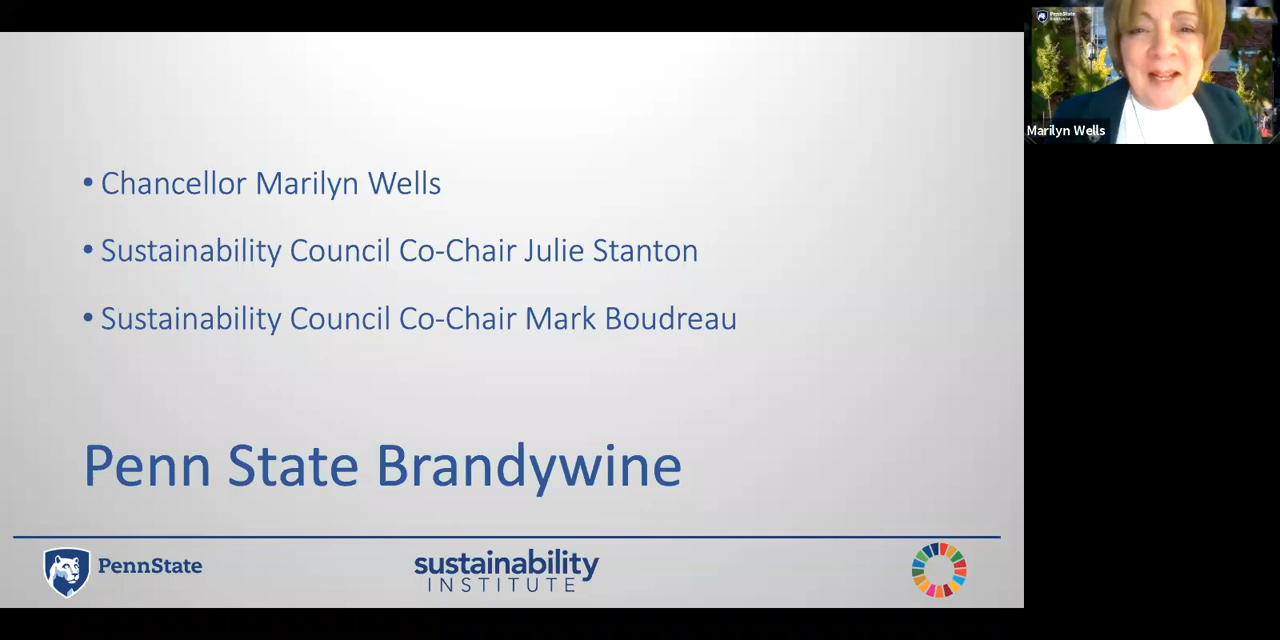 • Chancellor Marilyn Wells
• Sustainability Council Co-Chair Julie Stanton
• Sustainability Council Co-Chair Mark Boudreau
Penn State Brandywine
PennState
sustainability
INSTITUTE
PennState
Marilyn Wells